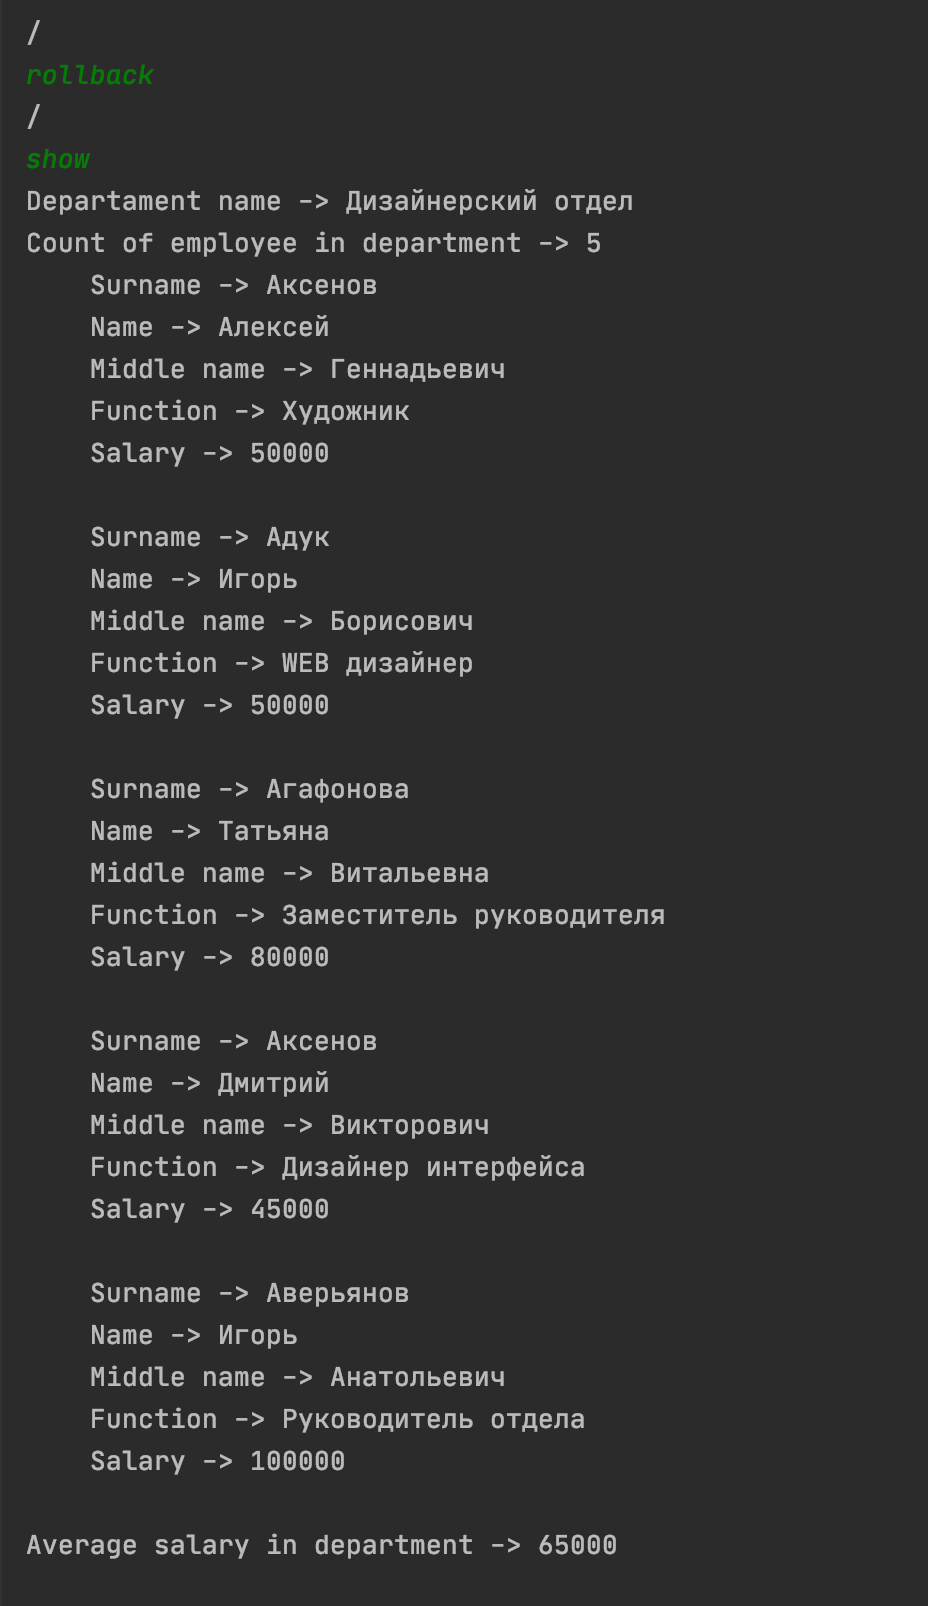 /
rollback
/
show
Departament name -> Дизайнерский отдел
Count of employee in department -> 5
Surname -> Аксенов
Name -> Алексей
Middle name -> Геннадьевич
Function -> Художник
Salary -> 50000
Surname -> Адук
Name -> Игорь
Middle name -> Борисович
Function -> WEB дизайнер
Salary -> 50000
Surname -> Агафонова
Name -> Татьяна
Middle name -> Витальевна
Function -> Заместитель руководителя
Salary -> 80000
Surname -> Аксенов
Name -> Дмитрий
Middle name -> Викторович
Function -> Дизайнер интерфейса
Salary -> 45000
Surname -> Аверьянов
Name -> Игорь
Middle name -> Анатольевич
Function -> Руководитель отдела
Salary -> 100000
Average salary in department -> 65000